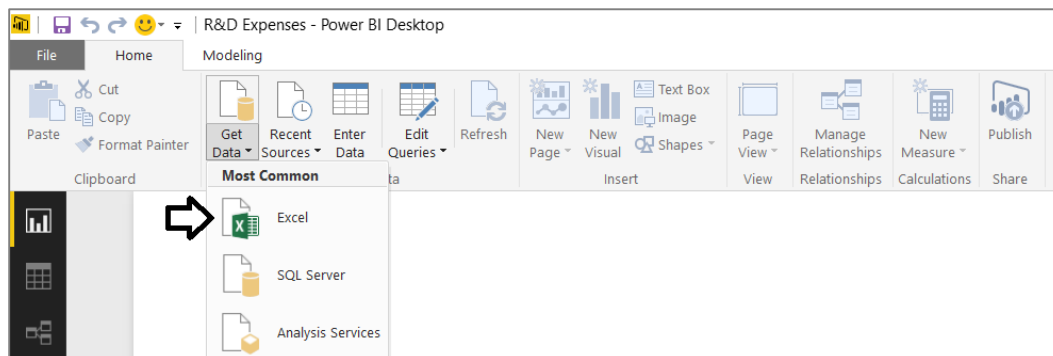 R&D Expenses - Power BI Desktop
File Home Modeling
Paste
Cut
Copy
Format Painter
Clipboard
Get Data
Recent Sources
Enter Data
Edit Queries
Refresh
ta
New Page
New Visual
Text Box
Image
Shapes
Insert
Page View
View
Manage Relationships
Relationships
New Measure
Calculations
Publish
Share
Most Common
Excel
SQL Server
Analysis Services